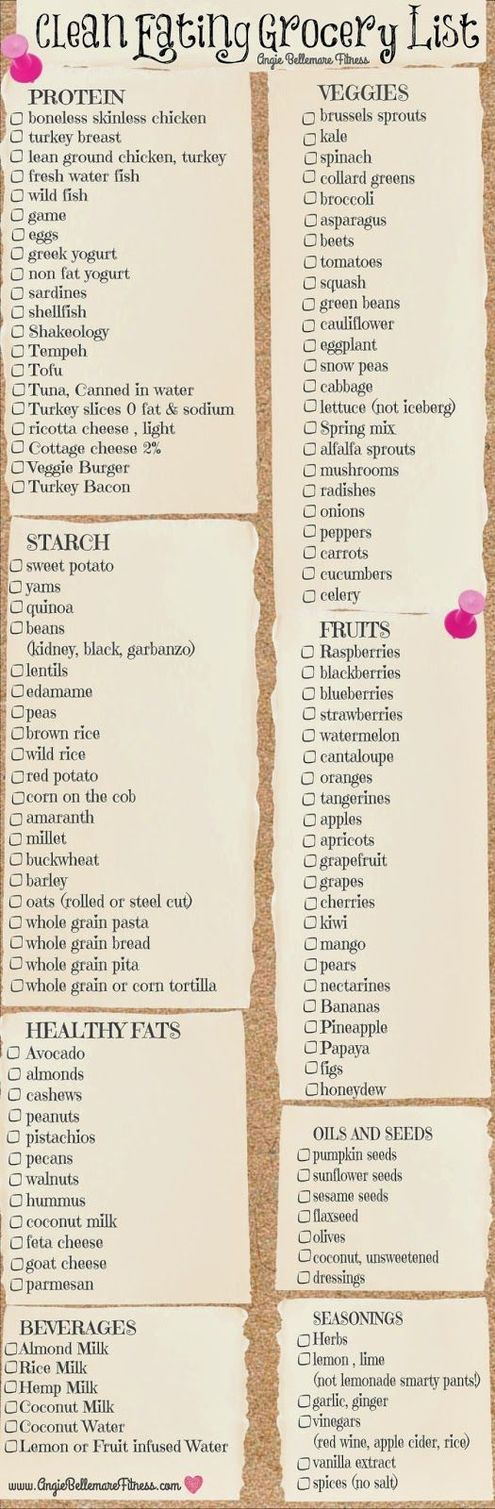 Clean Eating Grocery List
Angie Bellemare Fitness
PROTEIN
boneless skinless chicken
turkey breast
lean ground chicken, turkey
fresh water fish
wild fish
game
eggs
greek yogurt
non fat yogurt
sardines
shellfish
Shakeology
Tempeh
Tofu
Tuna, Canned in water
Turkey slices 0 fat & sodium
ricotta cheese , light
Cottage cheese 2%
Veggie Burger
Turkey Bacon
STARCH
sweet potato
yams
quinoa
beans
(kidney, black, garbanzo)
lentils
edamame
peas
brown rice
wild rice
red potato
corn on the cob
amaranth
millet
buckwheat
barley
oats (rolled or steel cut)
whole grain pasta
whole grain bread
whole grain pita
whole grain or corn tortilla
HEALTHY FATS
Avocado
almonds
cashews
peanuts
pistachios
pecans
walnuts
hummus
coconut milk
feta cheese
goat cheese
parmesan
BEVERAGES
Almond Milk
Rice Milk
Hemp Milk
Coconut Milk
Coconut Water
Lemon or Fruit infused Water
www.AngieBellemareFitness.com
VEGGIES
brussels sprouts
kale
spinach
collard greens
broccoli
asparagus
beets
tomatoes
squash
green beans
cauliflower
eggplant
snow peas
cabbage
lettuce (not iceberg)
Spring mix
alfalfa sprouts
mushrooms
radishes
onions
peppers
carrots
cucumbers
celery
FRUITS
Raspberries
blackberries
blueberries
strawberries
watermelon
cantaloupe
oranges
tangerines
apples
apricots
grapefruit
grapes
cherries
kiwi
mango
pears
nectarines
Bananas
Pineapple
Papaya
figs
honeydew
OILS AND SEEDS
pumpkin seeds
sunflower seeds
sesame seeds
flaxseed
olives
coconut, unsweetened
dressings
SEASONINGS
Herbs
lemon , lime
(not lemonade smarty pants!)
garlic, ginger
vinegars
(red wine, apple cider, rice)
vanilla extract
spices (no salt)